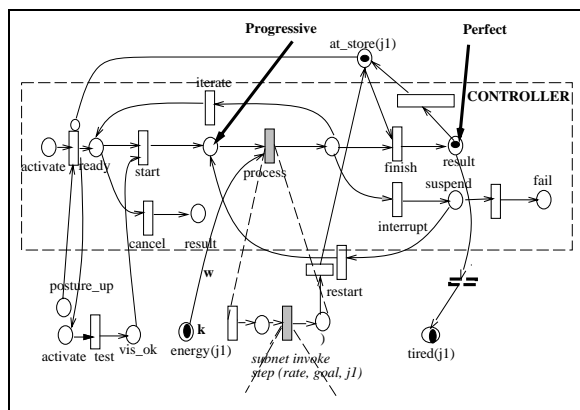 Progressive
Perfect
at_store(j1)
iterate
CONTROLLER
activate
ready
start
process
finish
result
suspend
fail
cancel
result
interrupt
w
restart
posture_up
k
activate
test
vis_ok
energy(j1)
)
tired(j1)
subnet invoke
step (rate, goal, j1)